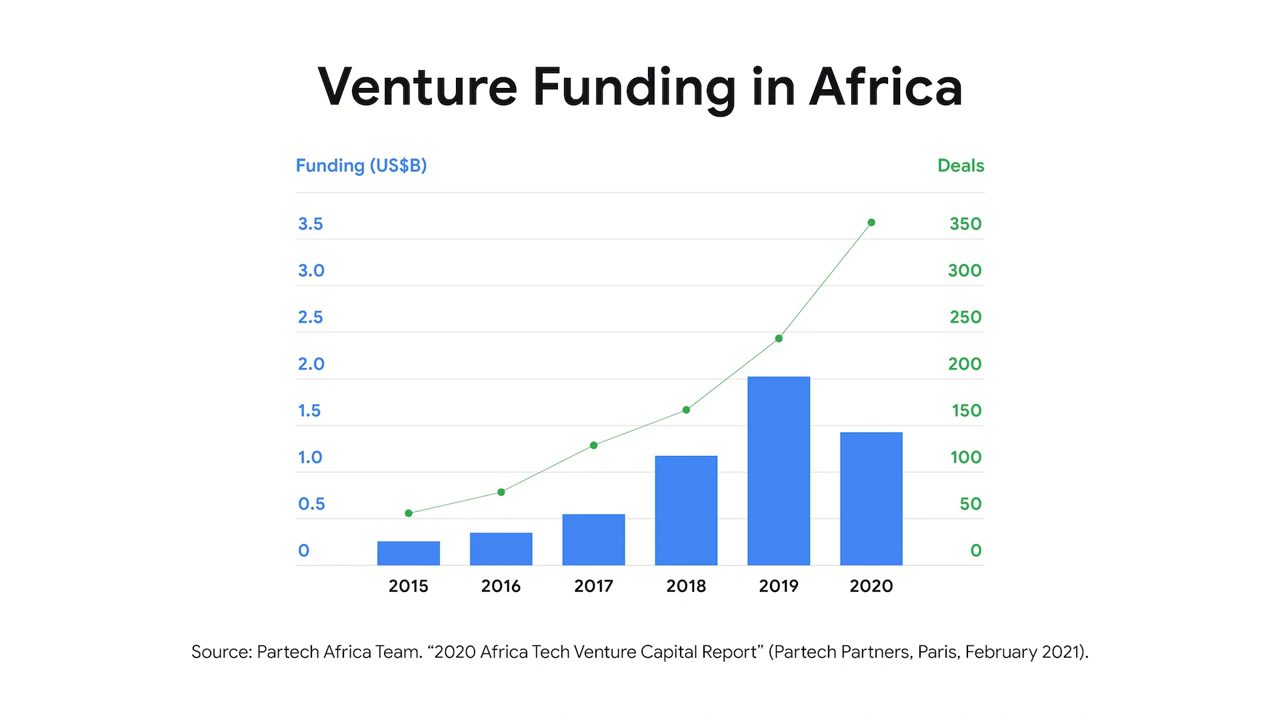 Venture Funding in Africa
Funding (US$B) Deals
3.5 350
3.0 300
2.5 250
2.0 200
1.5 150
1.0 100
0.5 50
0 0
2015 2016 2017 2018 2019 2020
Source: Partech Africa Team. “2020 Africa Tech Venture Capital Report” (Partech Partners, Paris, February 2021).